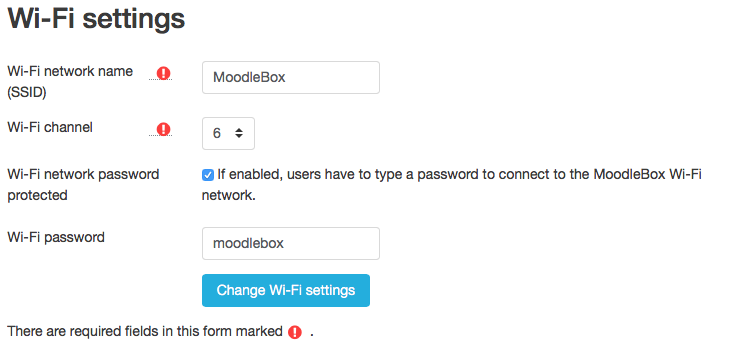 Wi-Fi settings
Wi-Fi network name
(SSID)
MoodleBox
Wi-Fi channel
6
Wi-Fi network password
protected
If enabled, users have to type a password to connect to the MoodleBox Wi-Fi
network.
Wi-Fi password
moodlebox
Change Wi-Fi settings
There are required fields in this form marked .